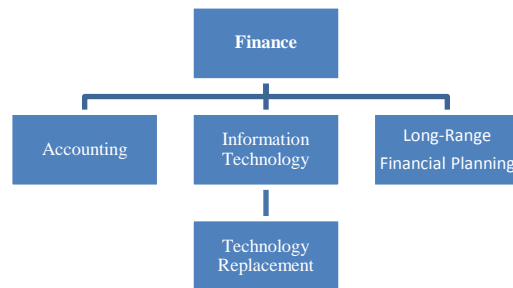 Finance
Accounting
Information
Technology
Long-Range
Financial Planning
Technology
Replacement